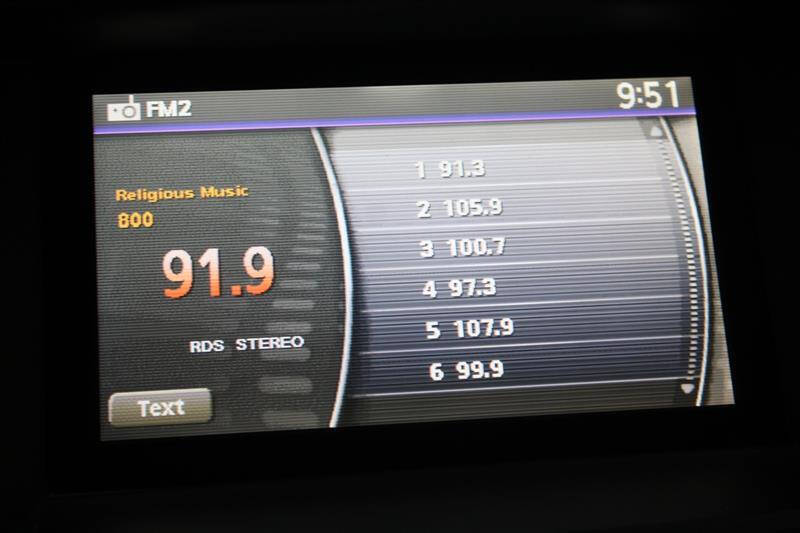 FM2
9:51
Religious Music
800
91.9
RDS STEREO
Text
1 91.3
2 105.9
3 100.7
4 97.3
5 107.9
6 99.9